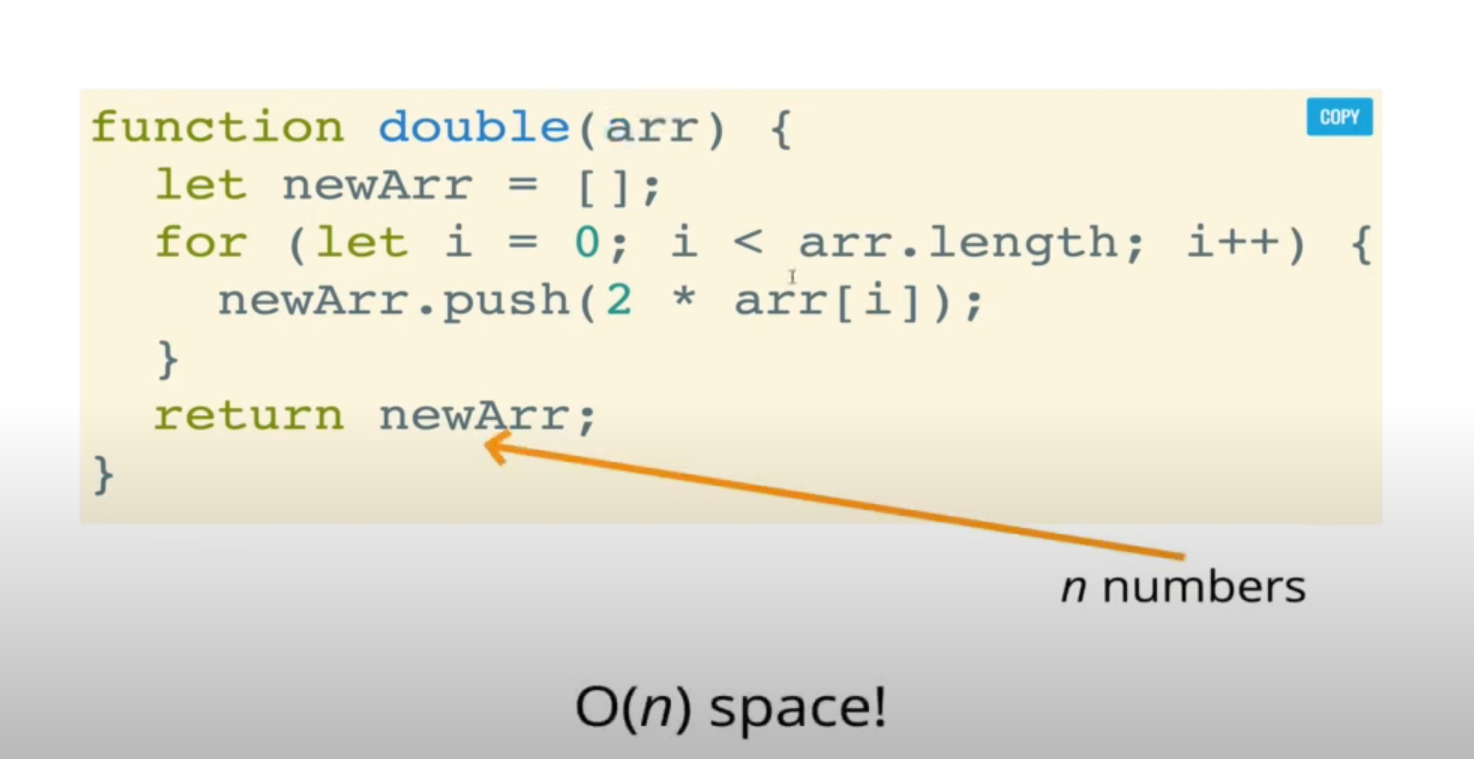 COPY
function double(arr) {
  let newArr = [];
  for (let i = 0; i < arr.length; i++) {
    newArr.push(2 * arr[i]);
  }
  return newArr;
}
n numbers
O(n) space!